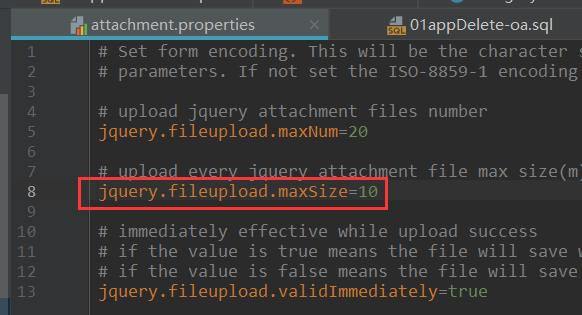 attachment.properties
01appDelete-oa.sql
1 # Set form encoding. This will be the character s
2 # parameters. If not set the ISO-8859-1 encoding
3
4 # upload jquery attachment files number
5 jquery.fileupload.maxNum=20
6
7 # upload every jquery attachment file max size(m)
8 jquery.fileupload.maxSize=10
9
10 # immediately effective while upload success
11 # if the value is true means the file will save w
12 # if the value is false means the file will save
13 jquery.fileupload.validImmediately=true